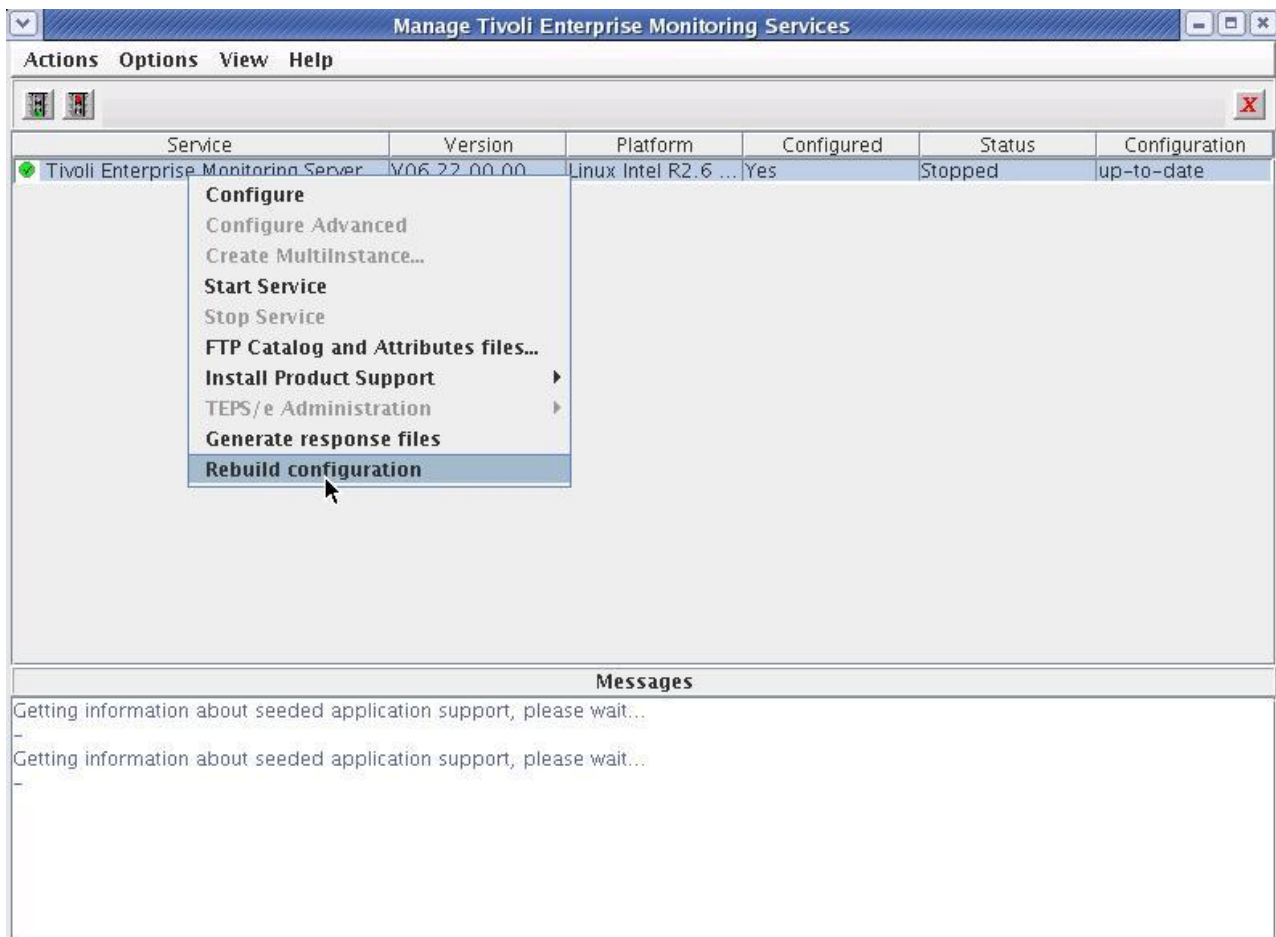 Manage Tivoli Enterprise Monitoring Services
Actions Options View Help
X
Service Version Platform Configured Status Configuration
Tivoli Enterprise Monitoring Server V06.22.00.00 Linux Intel R2.6 ... Yes Stopped up-to-date
Configure
Configure Advanced
Create MultiInstance...
Start Service
Stop Service
FTP Catalog and Attributes files...
Install Product Support
TEPS/e Administration
Generate response files
Rebuild configuration
Messages
Getting information about seeded application support, please wait...
-
Getting information about seeded application support, please wait...
-